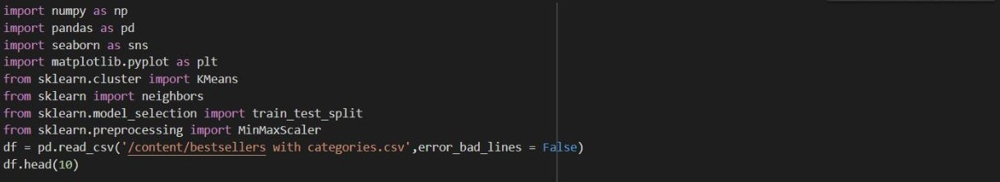 import numpy as np
import pandas as pd
import seaborn as sns
import matplotlib.pyplot as plt
from sklearn.cluster import KMeans
from sklearn import neighbors
from sklearn.model_selection import train_test_split
from sklearn.preprocessing import MinMaxScaler
df = pd.read_csv('/content/bestsellers with categories.csv',error_bad_lines = False)
df.head(10)